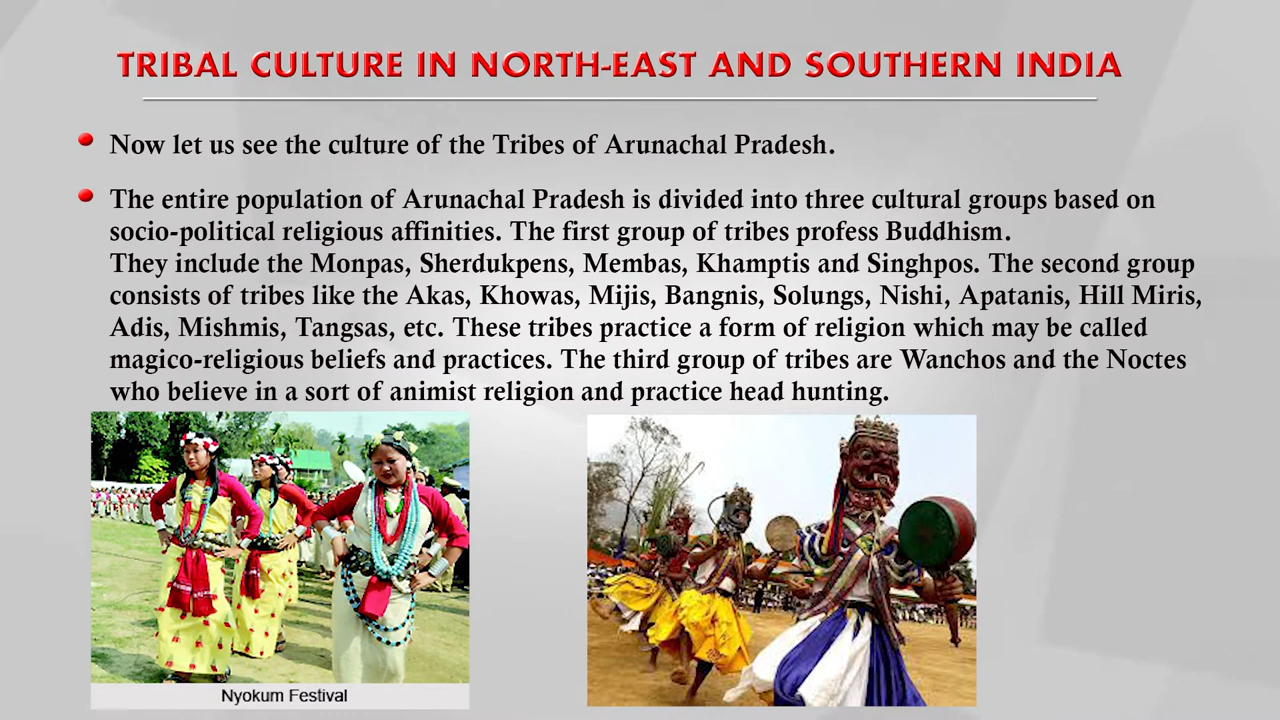 TRIBAL CULTURE IN NORTH-EAST AND SOUTHERN INDIA
Now let us see the culture of the Tribes of Arunachal Pradesh.
The entire population of Arunachal Pradesh is divided into three cultural groups based on
socio-political religious affinities. The first group of tribes profess Buddhism.
They include the Monpas, Sherdukpens, Membas, Khamptis and Singhpos. The second group
consists of tribes like the Akas, Khowas, Mijis, Bangnis, Solungs, Nishi, Apatanis, Hill Miris,
Adis, Mishmis, Tangsas, etc. These tribes practice a form of religion which may be called
magico-religious beliefs and practices. The third group of tribes are Wanchos and the Noctes
who believe in a sort of animist religion and practice head hunting.
Nyokum Festival